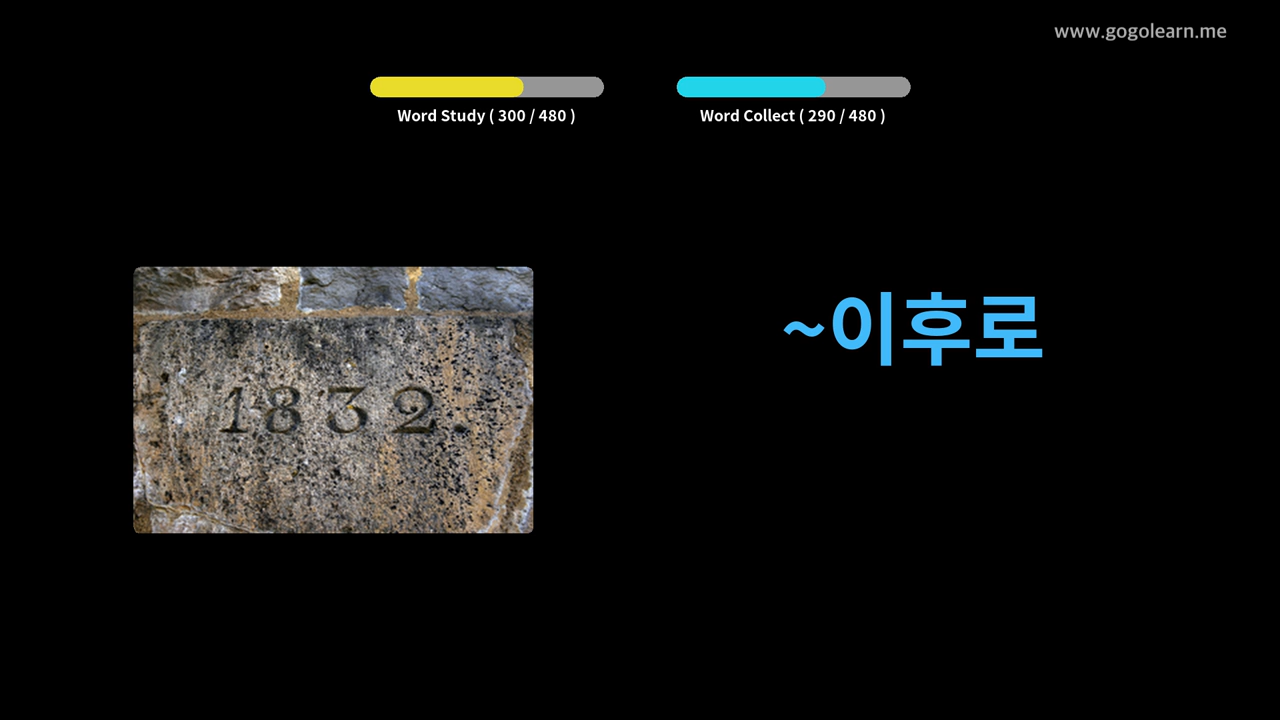 www.gogolearn.me
Word Study ( 300 / 480 )
Word Collect ( 290 / 480 )
~이후로
1832.